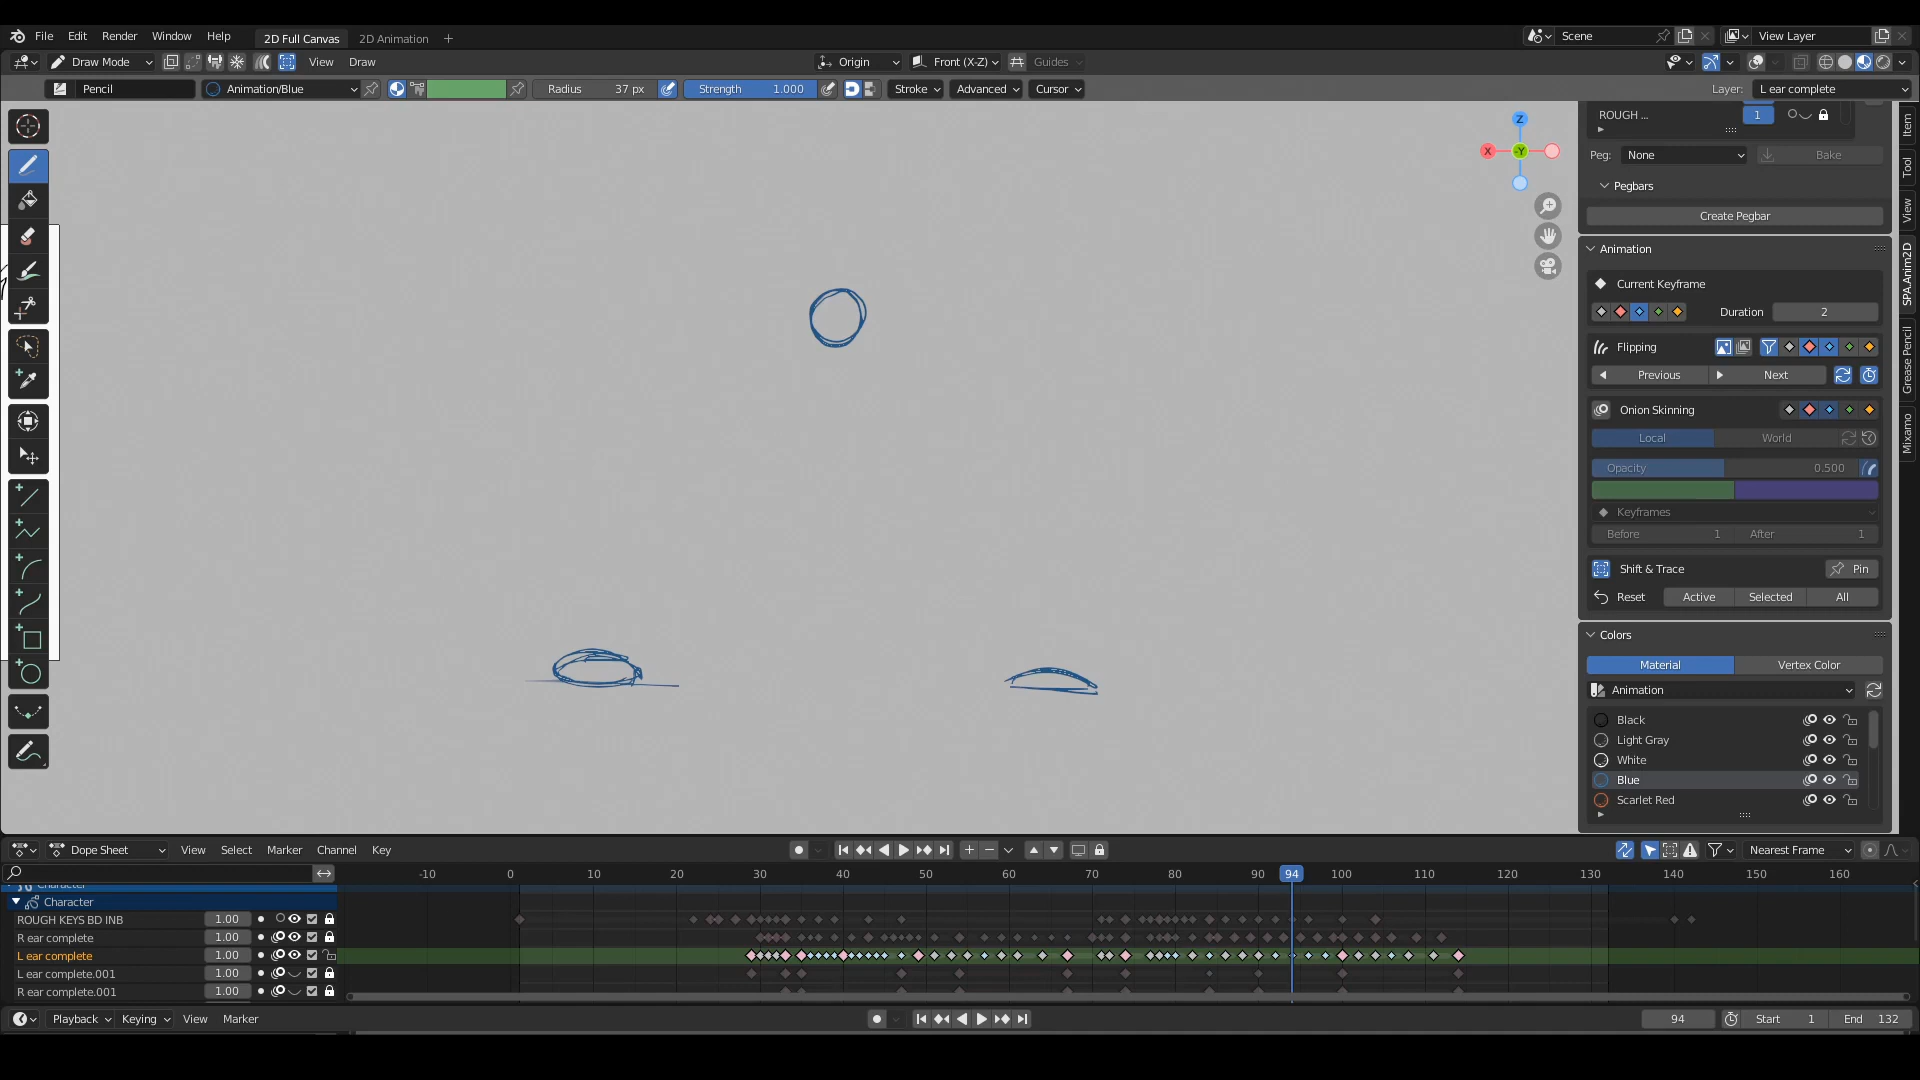 File Edit Render Window Help 2D Full Canvas 2D Animation + Scene View Layer
Draw Mode View Draw Origin Front (X-Z) Guides
Pencil Animation/Blue Radius 37 px Strength 1.000 Stroke Advanced Cursor Layer: L ear complete
Z
X -Y
ROUGH ... 1
Peg: None Bake
Pegbars
Create Pegbar
Animation
Current Keyframe
Duration 2
Flipping
Previous Next
Onion Skinning
Local World
Opacity 0.500
Keyframes
Before 1 After 1
Shift & Trace Pin
Reset Active Selected All
Colors
Material Vertex Color
Animation
Black
Light Gray
White
Blue
Scarlet Red
Item
Tool
View
SPA.Anim2D
Grease Pencil
Mixamo
Dope Sheet View Select Marker Channel Key Nearest Frame
-10 0 10 20 30 40 50 60 70 80 90 94 100 110 120 130 140 150 160
Character
Character
ROUGH KEYS BD INB 1.00
R ear complete 1.00
L ear complete 1.00
L ear complete.001 1.00
R ear complete.001 1.00
Playback Keying View Marker 94 Start 1 End 132